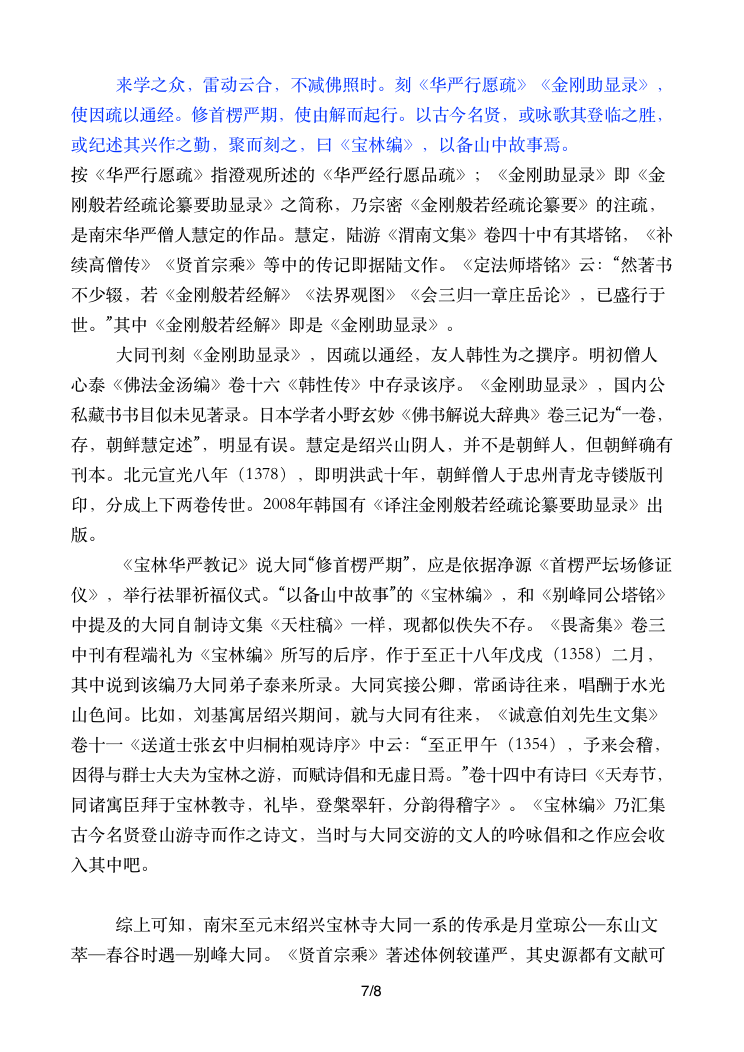 来学之众，雷动云合，不减佛照时。刻《华严行愿疏》《金刚助显录》，
使因疏以通经。修首楞严期，使由解而起行。以古今名贤，或咏歌其登临之胜，
或纪述其兴作之勤，聚而刻之，曰《宝林编》，以备山中故事焉。
按《华严行愿疏》指澄观所述的《华严经行愿品疏》；《金刚助显录》即《金
刚般若经疏论纂要助显录》之简称，乃宗密《金刚般若经疏论纂要》的注疏，
是南宋华严僧人慧定的作品。慧定，陆游《渭南文集》卷四十中有其塔铭，《补
续高僧传》《贤首宗乘》等中的传记即据陆文作。《定法师塔铭》云：“然著书
不少辍，若《金刚般若经解》《法界观图》《会三归一章庄岳论》，已盛行于
世。”其中《金刚般若经解》即是《金刚助显录》。
大同刊刻《金刚助显录》，因疏以通经，友人韩性为之撰序。明初僧人
心泰《佛法金汤编》卷十六《韩性传》中存录该序。《金刚助显录》，国内公
私藏书书目似未见著录。日本学者小野玄妙《佛书解说大辞典》卷三记为“一卷，
存，朝鲜慧定述”，明显有误。慧定是绍兴山阴人，并不是朝鲜人，但朝鲜确有
刊本。北元宣光八年（1378），即明洪武十年，朝鲜僧人于忠州青龙寺镂版刊
印，分成上下两卷传世。2008年韩国有《译注金刚般若经疏论纂要助显录》出
版。
《宝林华严教记》说大同“修首楞严期”，应是依据净源《首楞严坛场修证
仪》，举行祛罪祈福仪式。“以备山中故事”的《宝林编》，和《别峰同公塔铭》
中提及的大同自制诗文集《天柱稿》一样，现都似佚失不存。《畏斋集》卷三
中刊有程端礼为《宝林编》所写的后序，作于至正十八年戊戌（1358）二月，
其中说到该编乃大同弟子泰来所录。大同宾接公卿，常函诗往来，唱酬于水光
山色间。比如，刘基寓居绍兴期间，就与大同有往来，《诚意伯刘先生文集》
卷十一《送道士张玄中归桐柏观诗序》中云：“至正甲午（1354），予来会稽，
因得与群士大夫为宝林之游，而赋诗倡和无虚日焉。”卷十四中有诗曰《天寿节，
同诸寓臣拜于宝林教寺，礼毕，登槃翠轩，分韵得稽字》。《宝林编》乃汇集
古今名贤登山游寺而作之诗文，当时与大同交游的文人的吟咏倡和之作应会收
入其中吧。
综上可知，南宋至元末绍兴宝林寺大同一系的传承是月堂琼公—东山文
萃—春谷时遇—别峰大同。《贤首宗乘》著述体例较谨严，其史源都有文献可
7/8